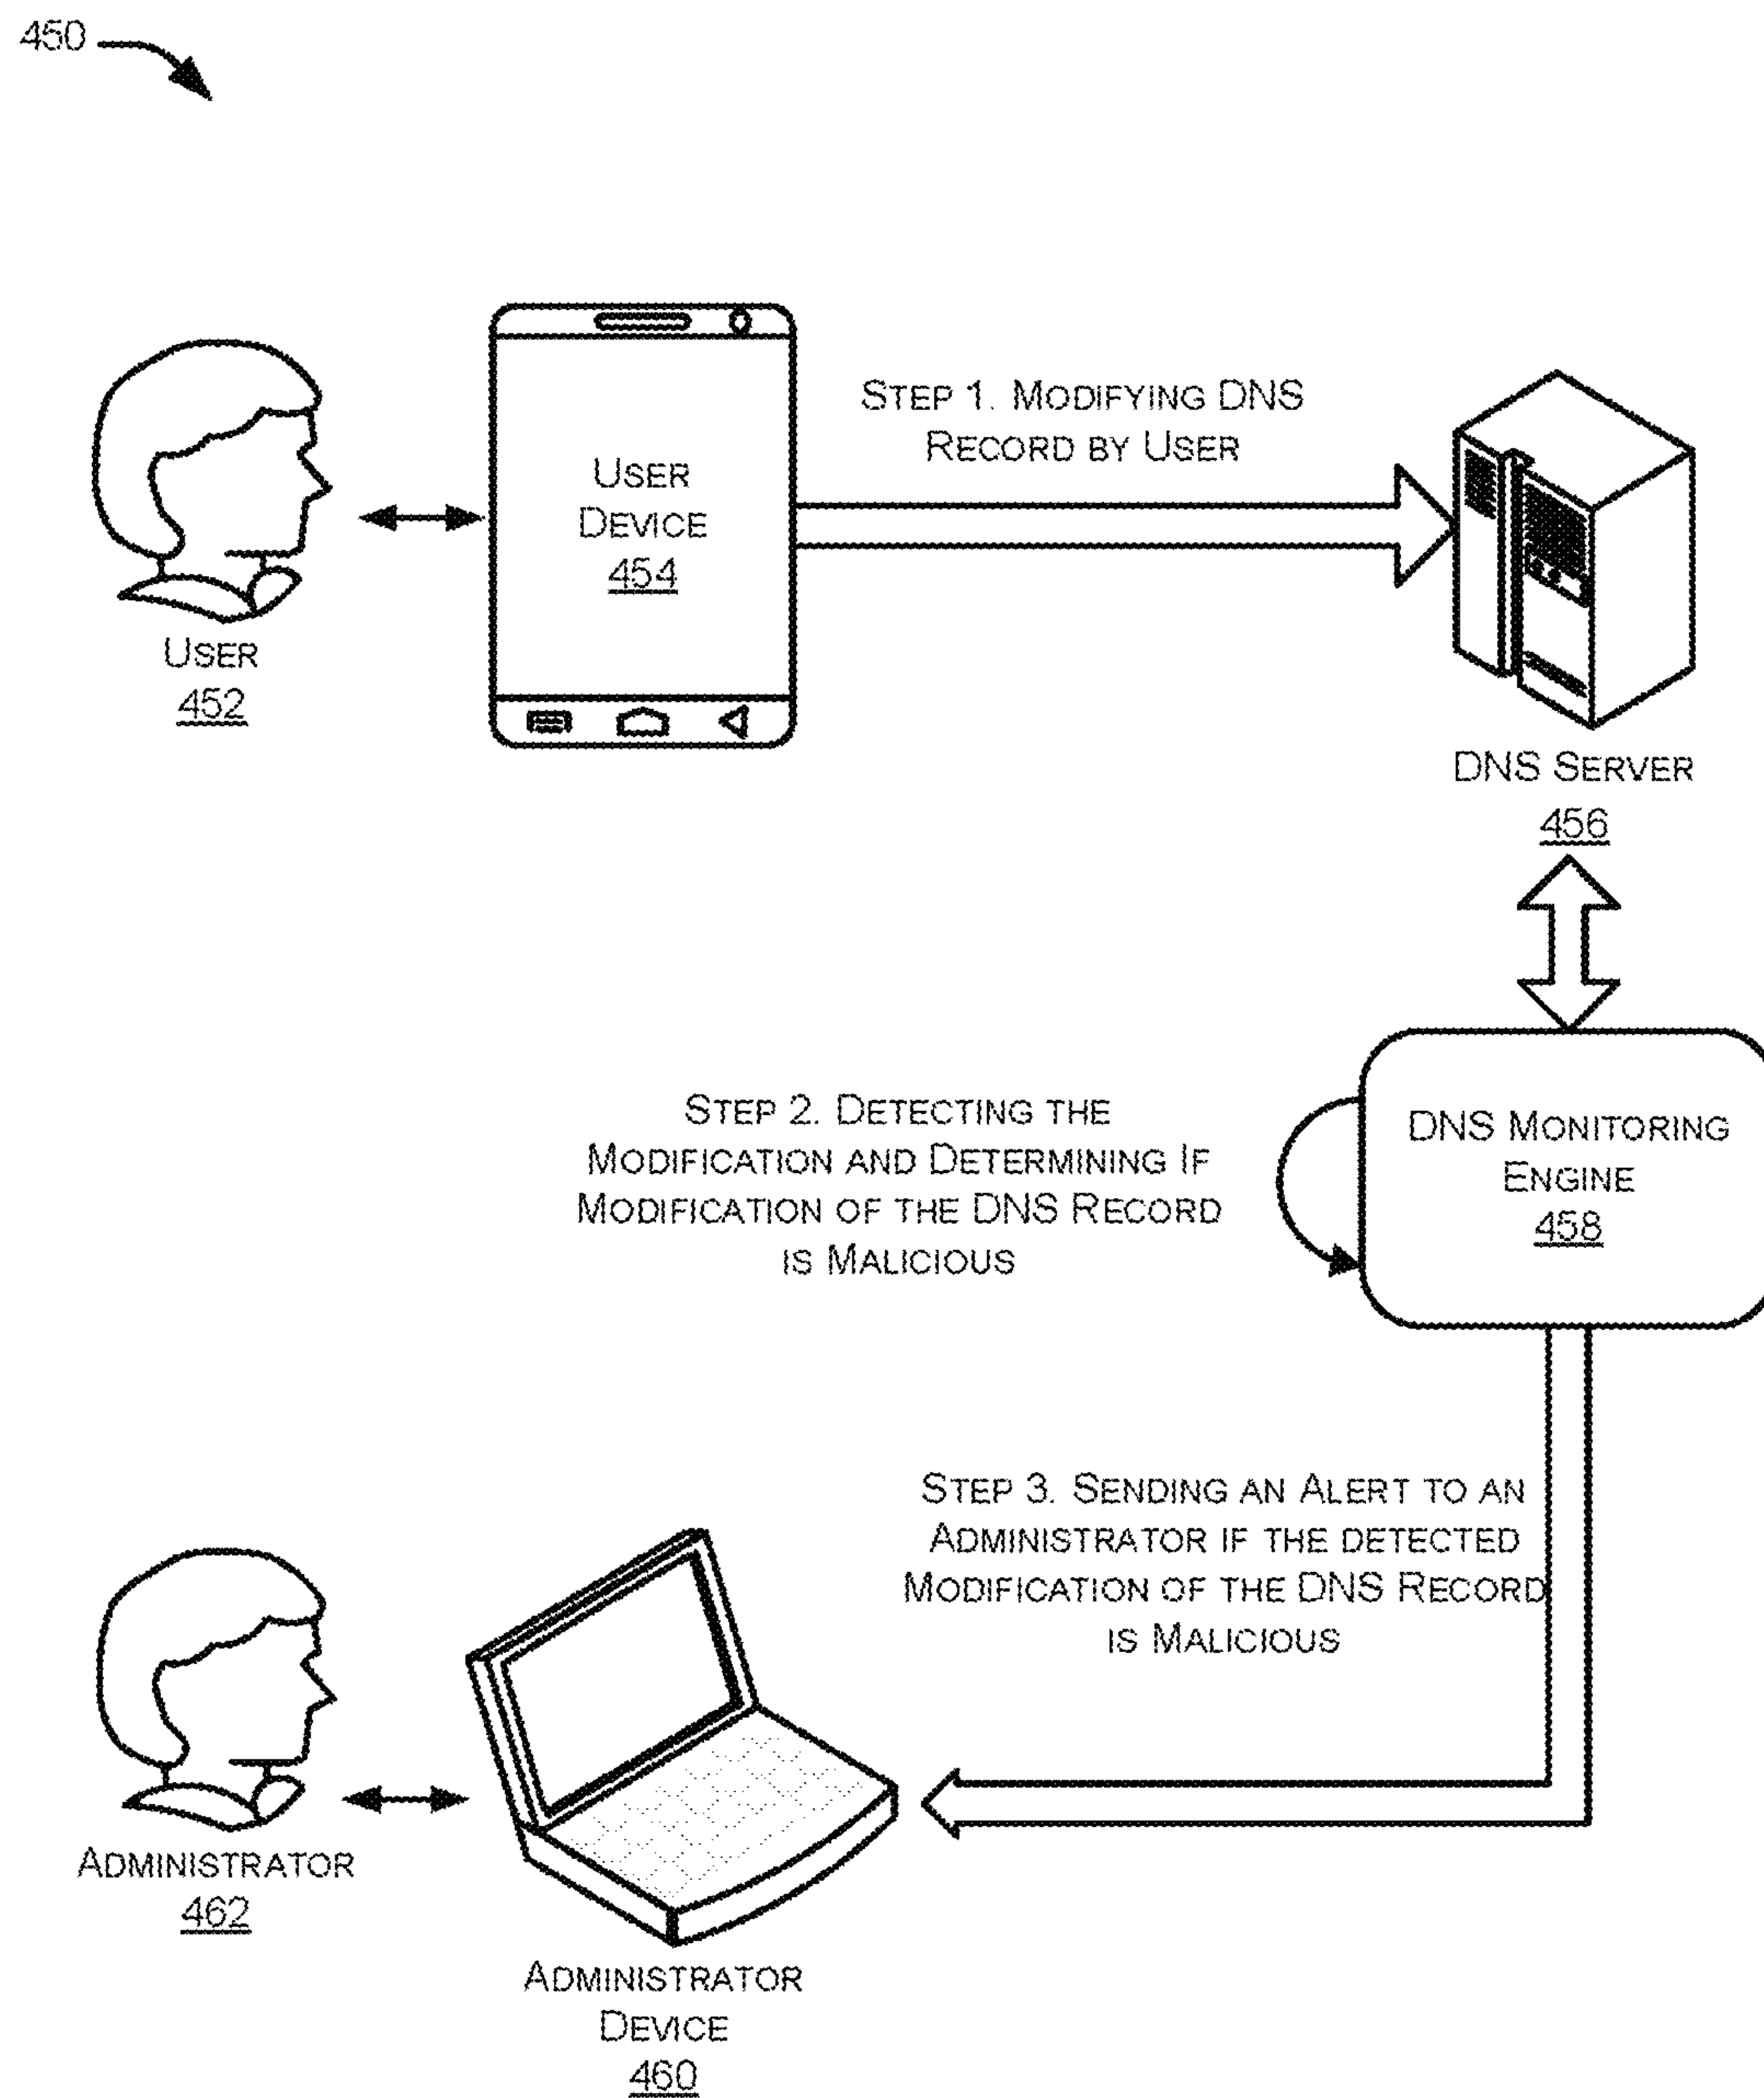 450
STEP 1. MODIFYING DNS
RECORD BY USER
USER
DEVICE
454
USER
452
DNS SERVER
456
STEP 2. DETECTING THE
MODIFICATION AND DETERMINING IF
MODIFICATION OF THE DNS RECORD
IS MALICIOUS
DNS MONITORING
ENGINE
458
STEP 3. SENDING AN ALERT TO AN
ADMINISTRATOR IF THE DETECTED
MODIFICATION OF THE DNS RECORD
IS MALICIOUS
ADMINISTRATOR
462
ADMINISTRATOR
DEVICE
460